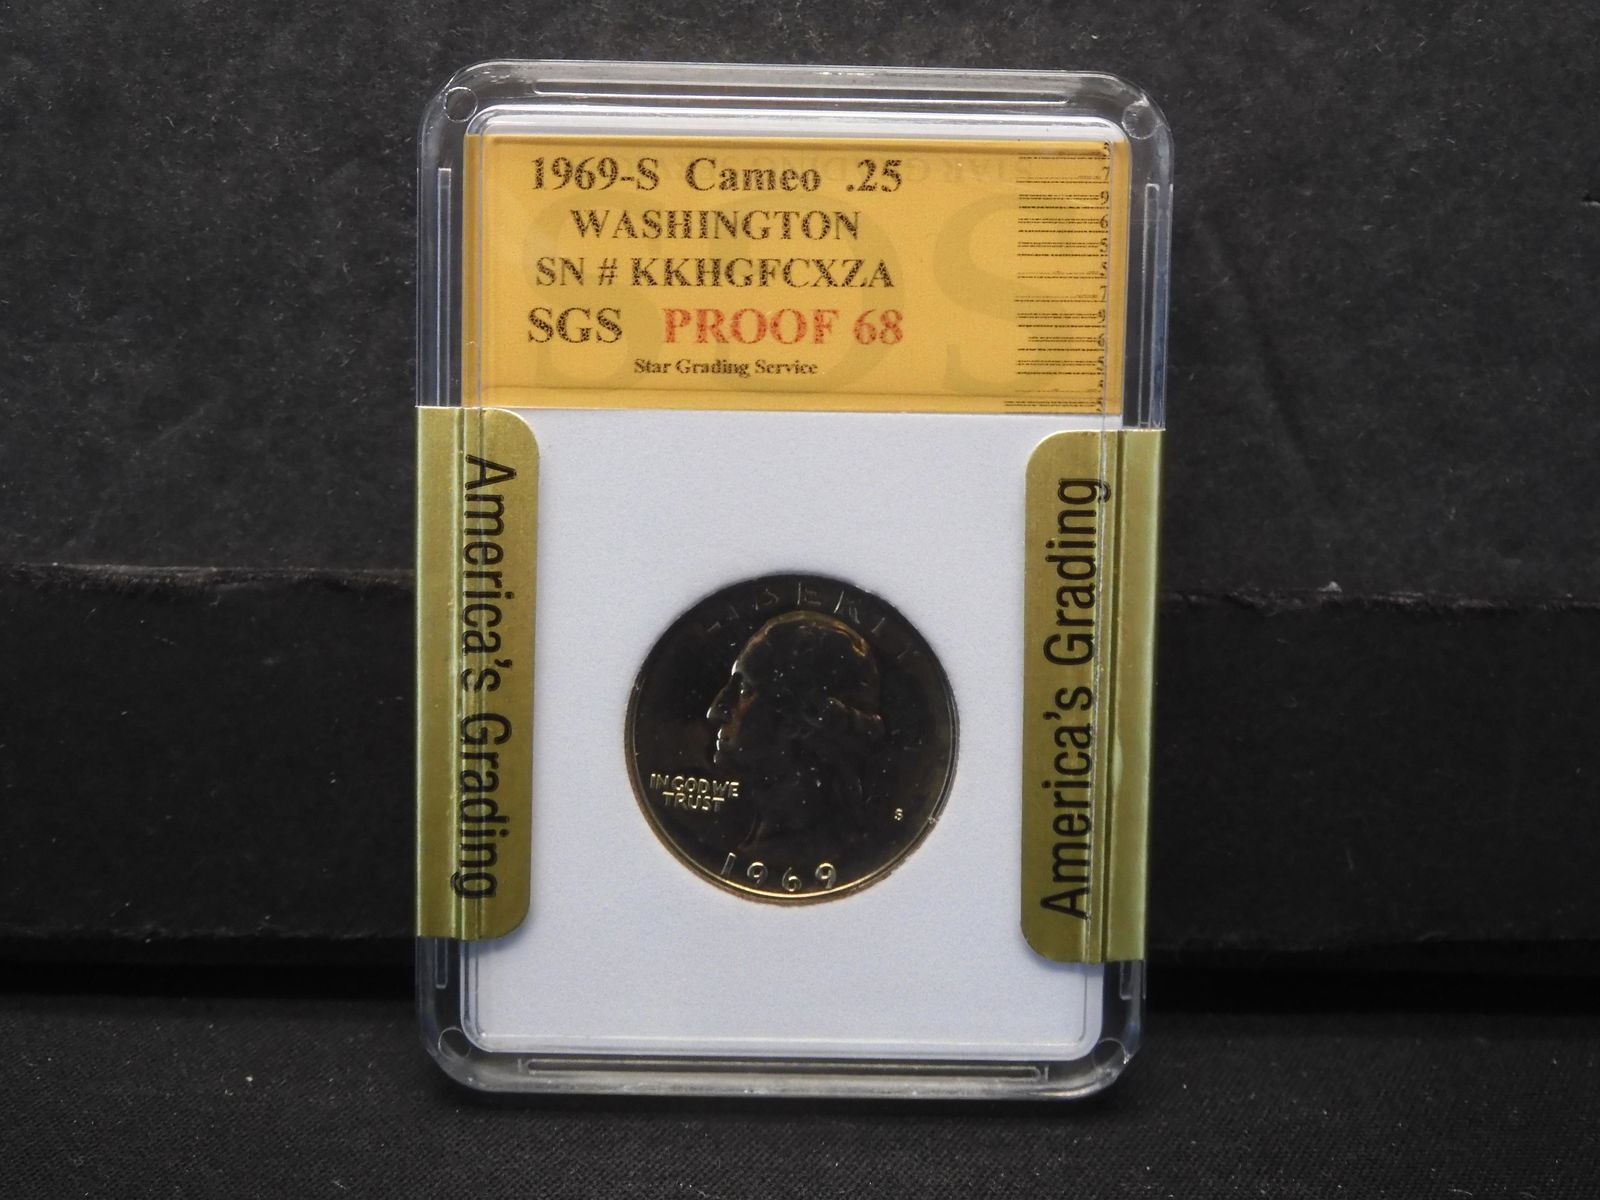 1969-S Cameo .25
WASHINGTON
SN # KKHGFCXZA
SGS PROOF 68
Star Grading Service
America's Grading
America's Grading
LIBERTY
IN GOD WE
TRUST
S
1969